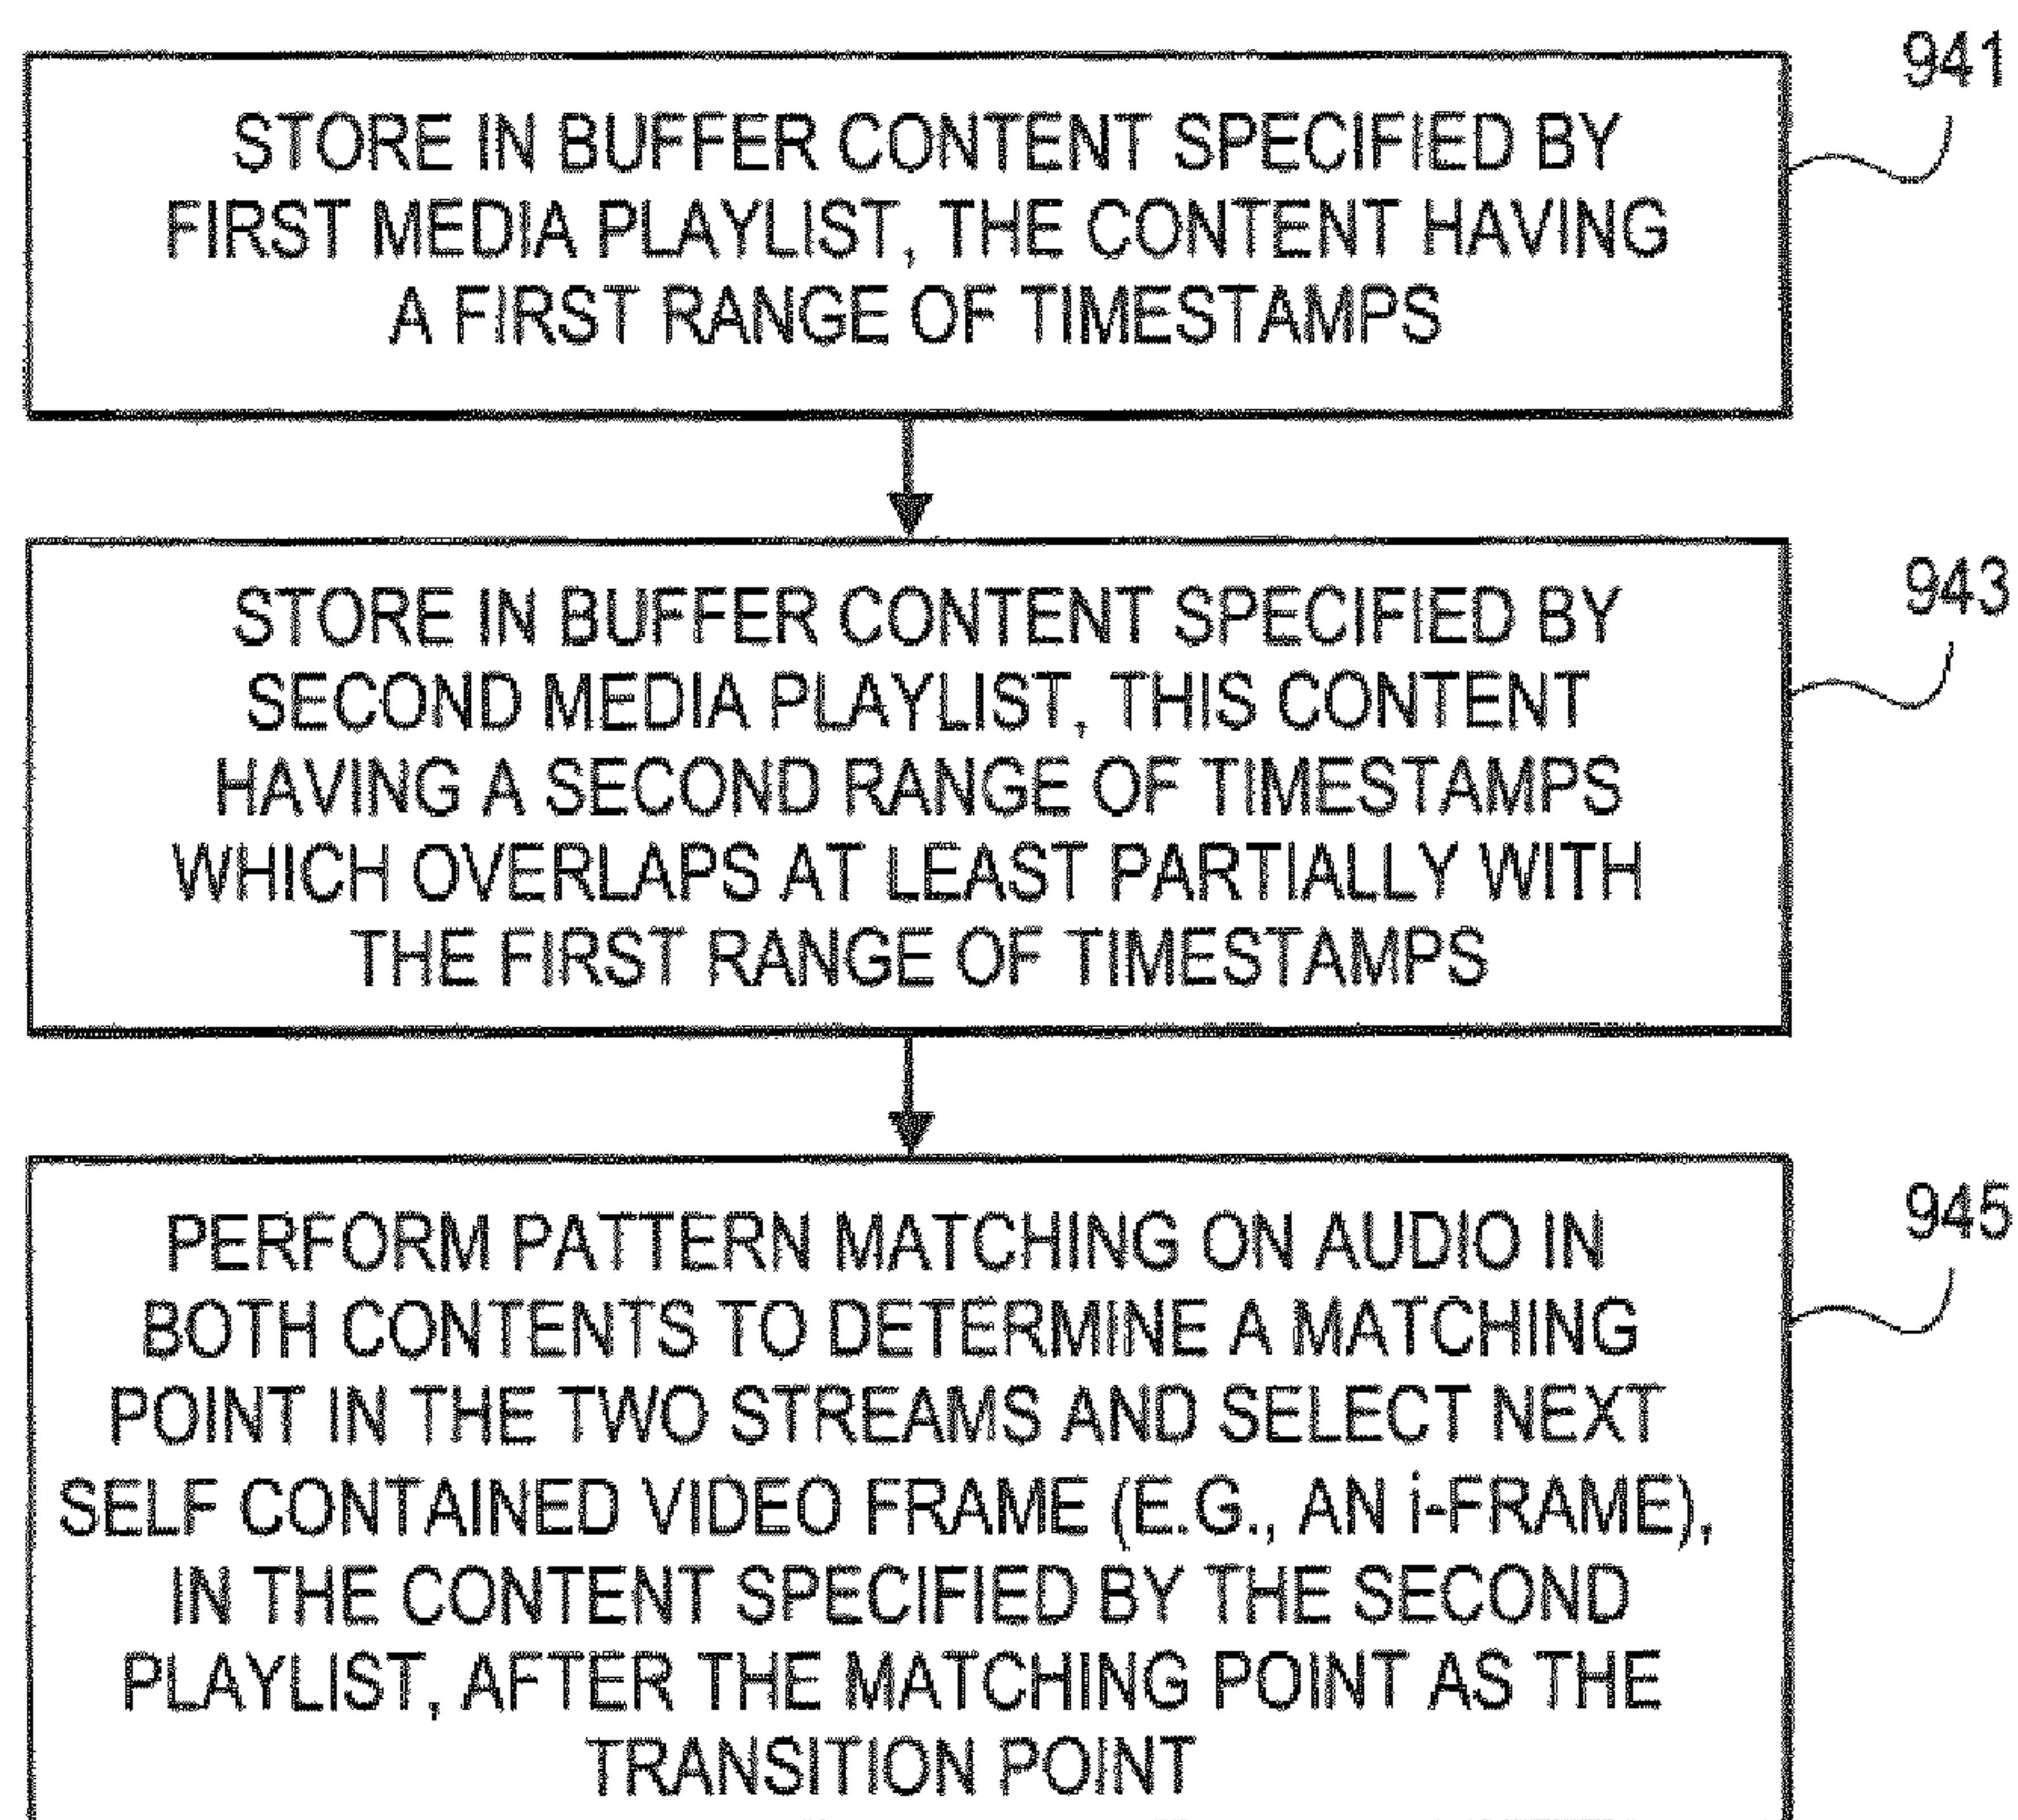 941
STORE IN BUFFER CONTENT SPECIFIED BY
FIRST MEDIA PLAYLIST, THE CONTENT HAVING
A FIRST RANGE OF TIMESTAMPS
943
STORE IN BUFFER CONTENT SPECIFIED BY
SECOND MEDIA PLAYLIST, THIS CONTENT
HAVING A SECOND RANGE OF TIMESTAMPS
WHICH OVERLAPS AT LEAST PARTIALLY WITH
THE FIRST RANGE OF TIMESTAMPS
945
PERFORM PATTERN MATCHING ON AUDIO IN
BOTH CONTENTS TO DETERMINE A MATCHING
POINT IN THE TWO STREAMS AND SELECT NEXT
SELF CONTAINED VIDEO FRAME (E.G., AN i-FRAME),
IN THE CONTENT SPECIFIED BY THE SECOND
PLAYLIST, AFTER THE MATCHING POINT AS THE
TRANSITION POINT